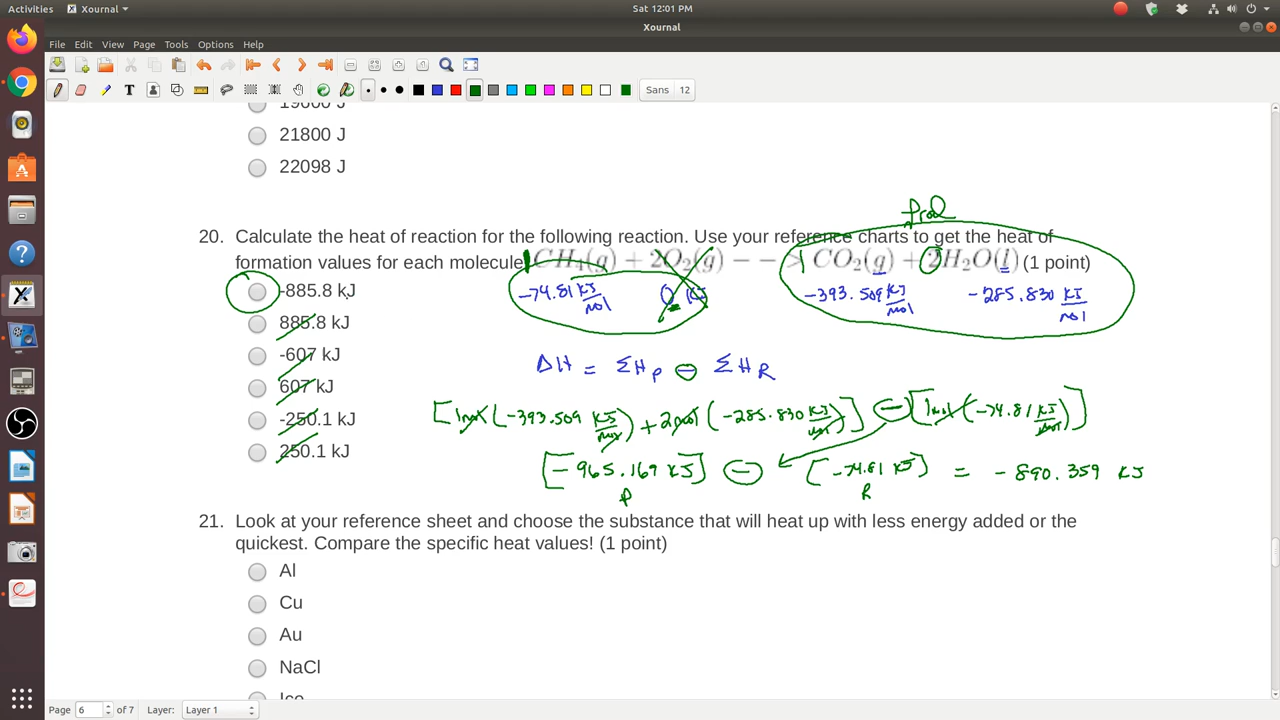 Activities Xournal Sat 12:01 PM
Xournal
File Edit View Page Tools Options Help
Sans 12
19600 J
21800 J
22098 J
prod
20. Calculate the heat of reaction for the following reaction. Use your reference charts to get the heat of
formation values for each molecule. CH₄(g) + 2O₂(g) − − > CO₂(g) + 2H₂O(l) (1 point)
1 1 2
-885.8 kJ
-74.81 kJ/mol 0 kJ -393.509 kJ/mol -285.830 kJ/mol
885.8 kJ
-607 kJ
ΔH = ΣHP − ΣHR
607 kJ
[1mol(-393.509 kJ/mol) + 2mol(-285.830 kJ/mol)] − [1mol(-74.81 kJ/mol)]
-250.1 kJ
250.1 kJ
[-965.169 kJ] − [-74.81 kJ] = -890.359 kJ
P R
21. Look at your reference sheet and choose the substance that will heat up with less energy added or the
quickest. Compare the specific heat values! (1 point)
Al
Cu
Au
NaCl
Ice
Page 6 of 7 Layer: Layer 1